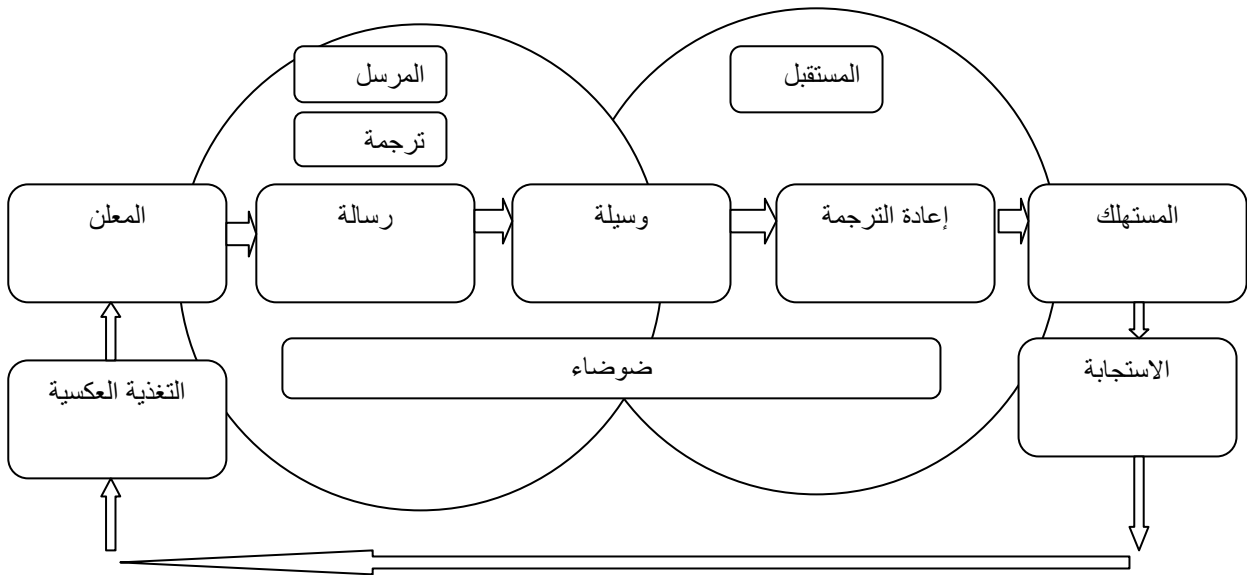 المرسل
المستقبل
ترجمة
المعلن
رسالة
وسيلة
إعادة الترجمة
المستهلك
ضوضاء
الاستجابة
التغذية العكسية